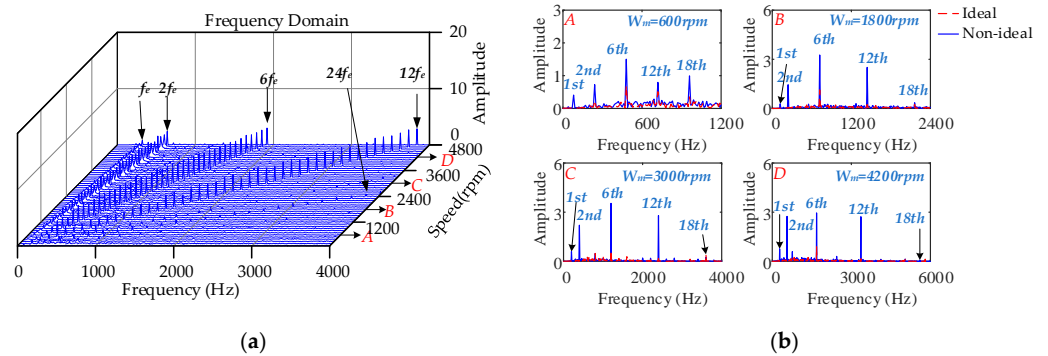 Frequency Domain
20
10
0
Amplitude
fe
2fe
6fe
24fe
12fe
4800
3600
2400
1200
D
C
B
A
Speed(rpm)
0
1000
2000
3000
4000
Frequency (Hz)
(a)
A
Wm=600rpm
3
2
1
0
Amplitude
1st
2nd
6th
12th
18th
0
600
1200
Frequency (Hz)
B
Wm=1800rpm
6
3
0
Amplitude
1st
2nd
6th
12th
18th
0
1200
2400
Frequency (Hz)
Ideal
Non-ideal
C
Wm=3000rpm
6
3
0
Amplitude
1st
2nd
6th
12th
18th
0
2000
4000
Frequency (Hz)
D
Wm=4200rpm
6
3
0
Amplitude
1st
2nd
6th
12th
18th
0
3000
6000
Frequency (Hz)
(b)